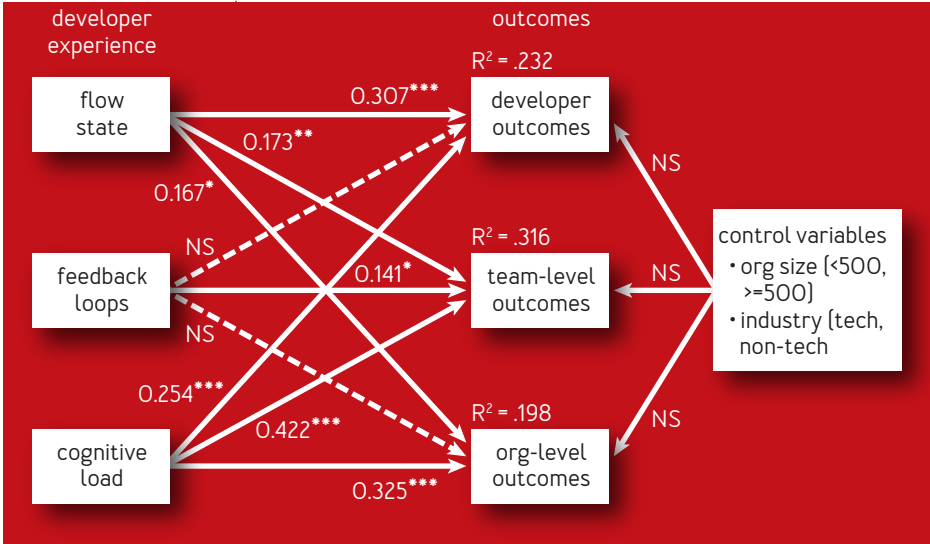 developer
experience
outcomes
R² = .232
flow
state
0.307***
developer
outcomes
0.173**
NS
0.167*
control variables
• org size (<500,
>=500)
• industry (tech,
non-tech
NS
R² = .316
feedback
loops
0.141*
team-level
outcomes
NS
NS
0.254***
R² = .198
0.422***
NS
cognitive
load
0.325***
org-level
outcomes